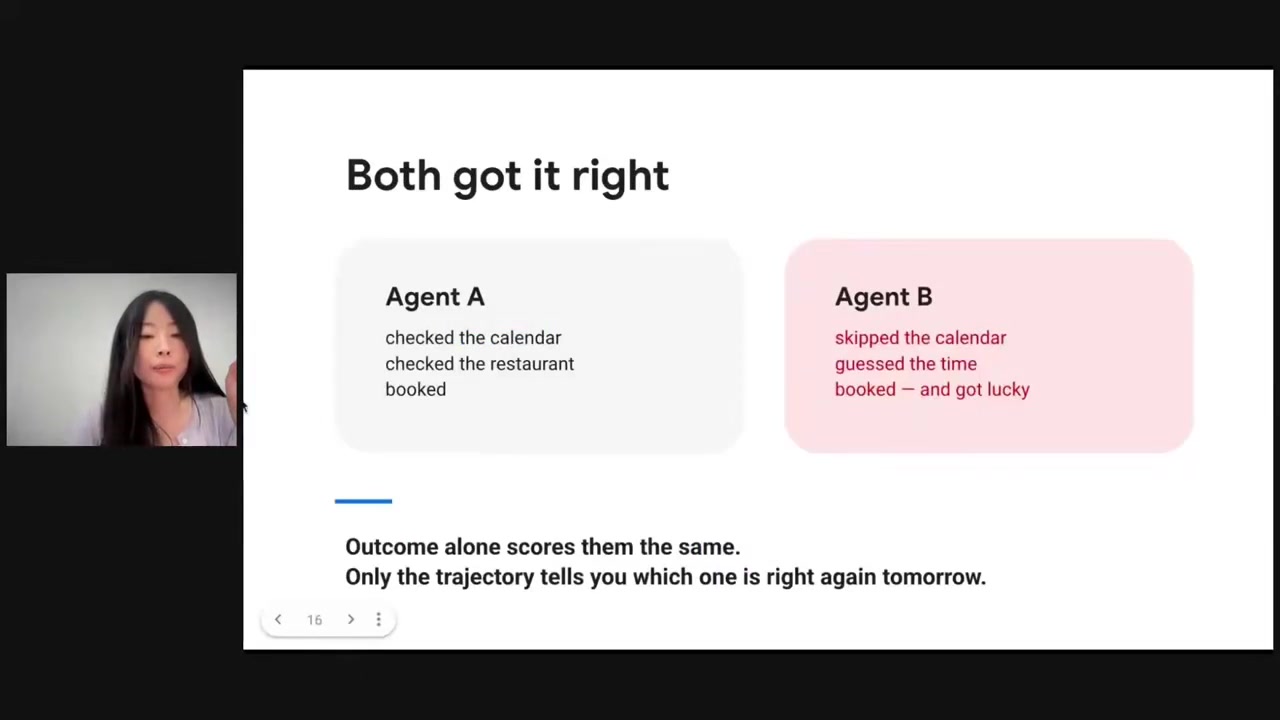 Both got it right
Agent A
checked the calendar
checked the restaurant
booked
Agent B
skipped the calendar
guessed the time
booked — and got lucky
Outcome alone scores them the same.
Only the trajectory tells you which one is right again tomorrow.
16